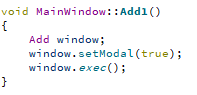 void MainWindow::Add1()
{
    Add window;
    window.setModal(true);
    window.exec();
}